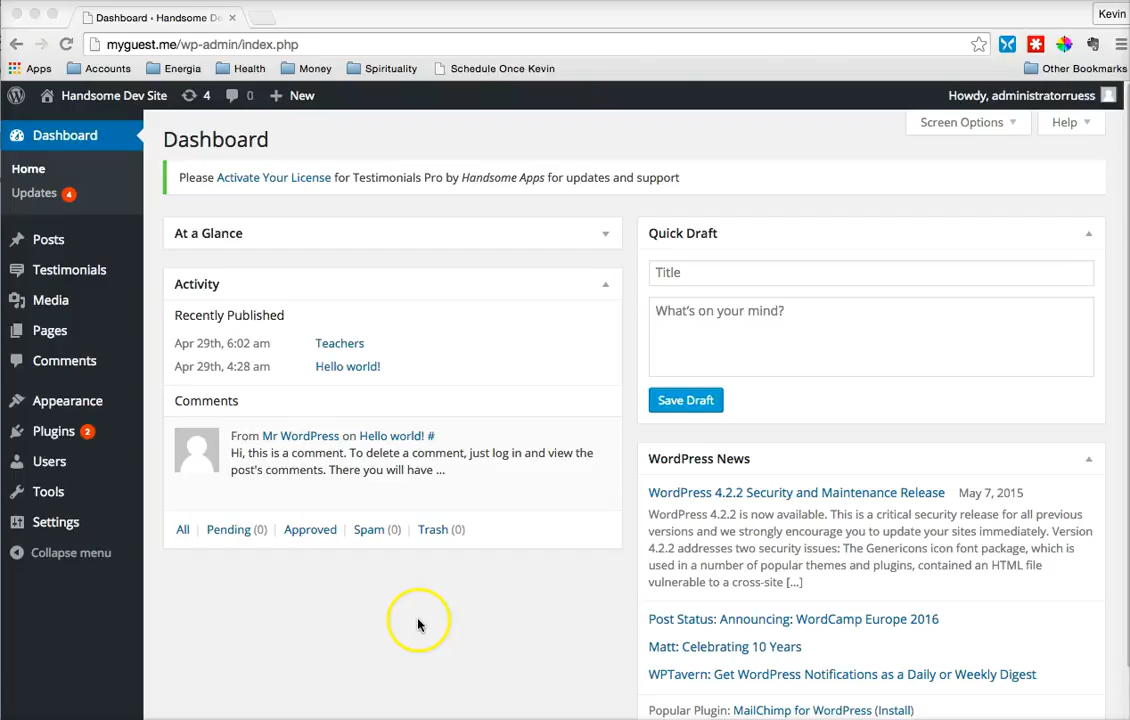 Dashboard ‹ Handsome De
Kevin
myguest.me/wp-admin/index.php
Apps Accounts Energia Health Money Spirituality Schedule Once Kevin Other Bookmarks
Handsome Dev Site 4 0 New Howdy, administratorruess
Screen Options Help
Dashboard
Home
Updates 4
Posts
Testimonials
Media
Pages
Comments
Appearance
Plugins 2
Users
Tools
Settings
Collapse menu
Dashboard
Please Activate Your License for Testimonials Pro by Handsome Apps for updates and support
At a Glance
Activity
Recently Published
Apr 29th, 6:02 am Teachers
Apr 29th, 4:28 am Hello world!
Comments
From Mr WordPress on Hello world! #
Hi, this is a comment. To delete a comment, just log in and view the
post's comments. There you will have ...
All | Pending (0) | Approved | Spam (0) | Trash (0)
Quick Draft
Title
What's on your mind?
Save Draft
WordPress News
WordPress 4.2.2 Security and Maintenance Release May 7, 2015
WordPress 4.2.2 is now available. This is a critical security release for all previous
versions and we strongly encourage you to update your sites immediately. Version
4.2.2 addresses two security issues: The Genericons icon font package, which is
used in a number of popular themes and plugins, contained an HTML file
vulnerable to a cross-site [...]
Post Status: Announcing: WordCamp Europe 2016
Matt: Celebrating 10 Years
WPTavern: Get WordPress Notifications as a Daily or Weekly Digest
Popular Plugin: MailChimp for WordPress (Install)